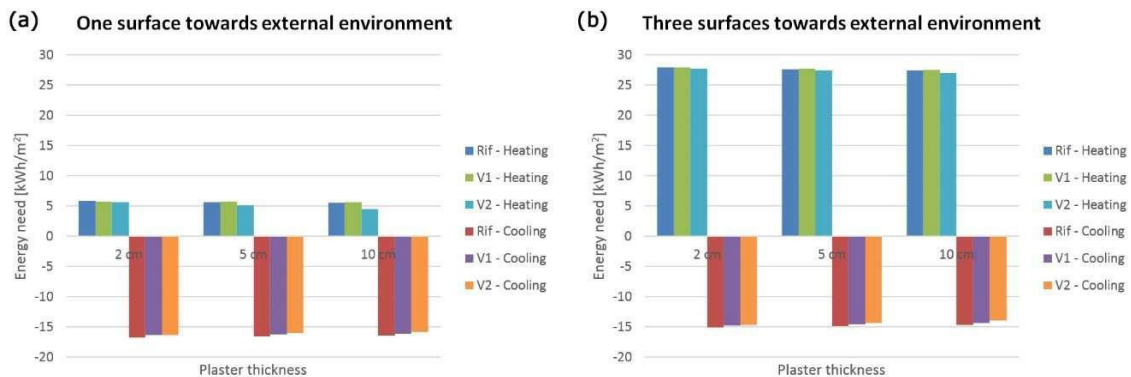 (a) One surface towards external environment
30
25
20
15
10
5
0
-5
-10
-15
-20
Energy need [kWh/m²]
2 cm 5 cm 10 cm
Plaster thickness
Rif - Heating
V1 - Heating
V2 - Heating
Rif - Cooling
V1 - Cooling
V2 - Cooling
(b) Three surfaces towards external environment
30
25
20
15
10
5
0
-5
-10
-15
-20
Energy need [kWh/m²]
2 cm 5 cm 10 cm
Plaster thickness
Rif - Heating
V1 - Heating
V2 - Heating
Rif - Cooling
V1 - Cooling
V2 - Cooling